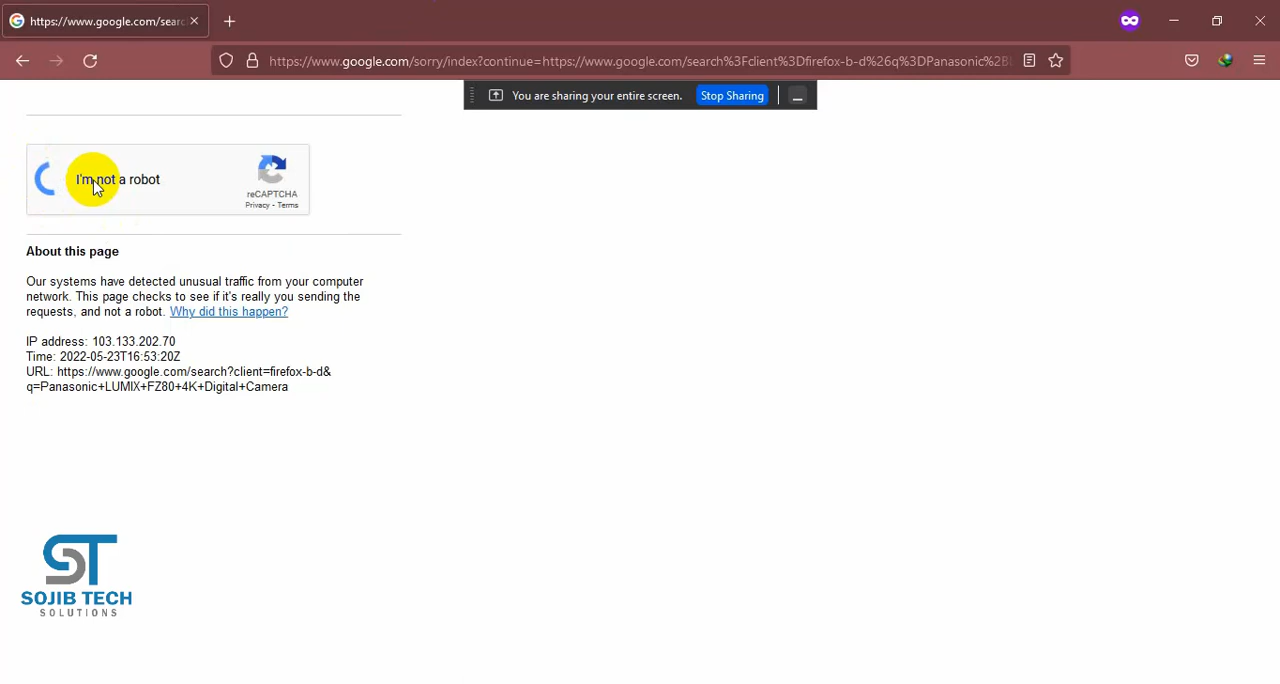 https://www.google.com/searc
https://www.google.com/sorry/index?continue=https://www.google.com/search%3Fclient%3Dfirefox-b-d%26q%3DPanasonic%2BL
You are sharing your entire screen. Stop Sharing
I'm not a robot
reCAPTCHA
Privacy - Terms
About this page
Our systems have detected unusual traffic from your computer
network. This page checks to see if it's really you sending the
requests, and not a robot. Why did this happen?
IP address: 103.133.202.70
Time: 2022-05-23T16:53:20Z
URL: https://www.google.com/search?client=firefox-b-d&
q=Panasonic+LUMIX+FZ80+4K+Digital+Camera
ST
SOJIB TECH
SOLUTIONS